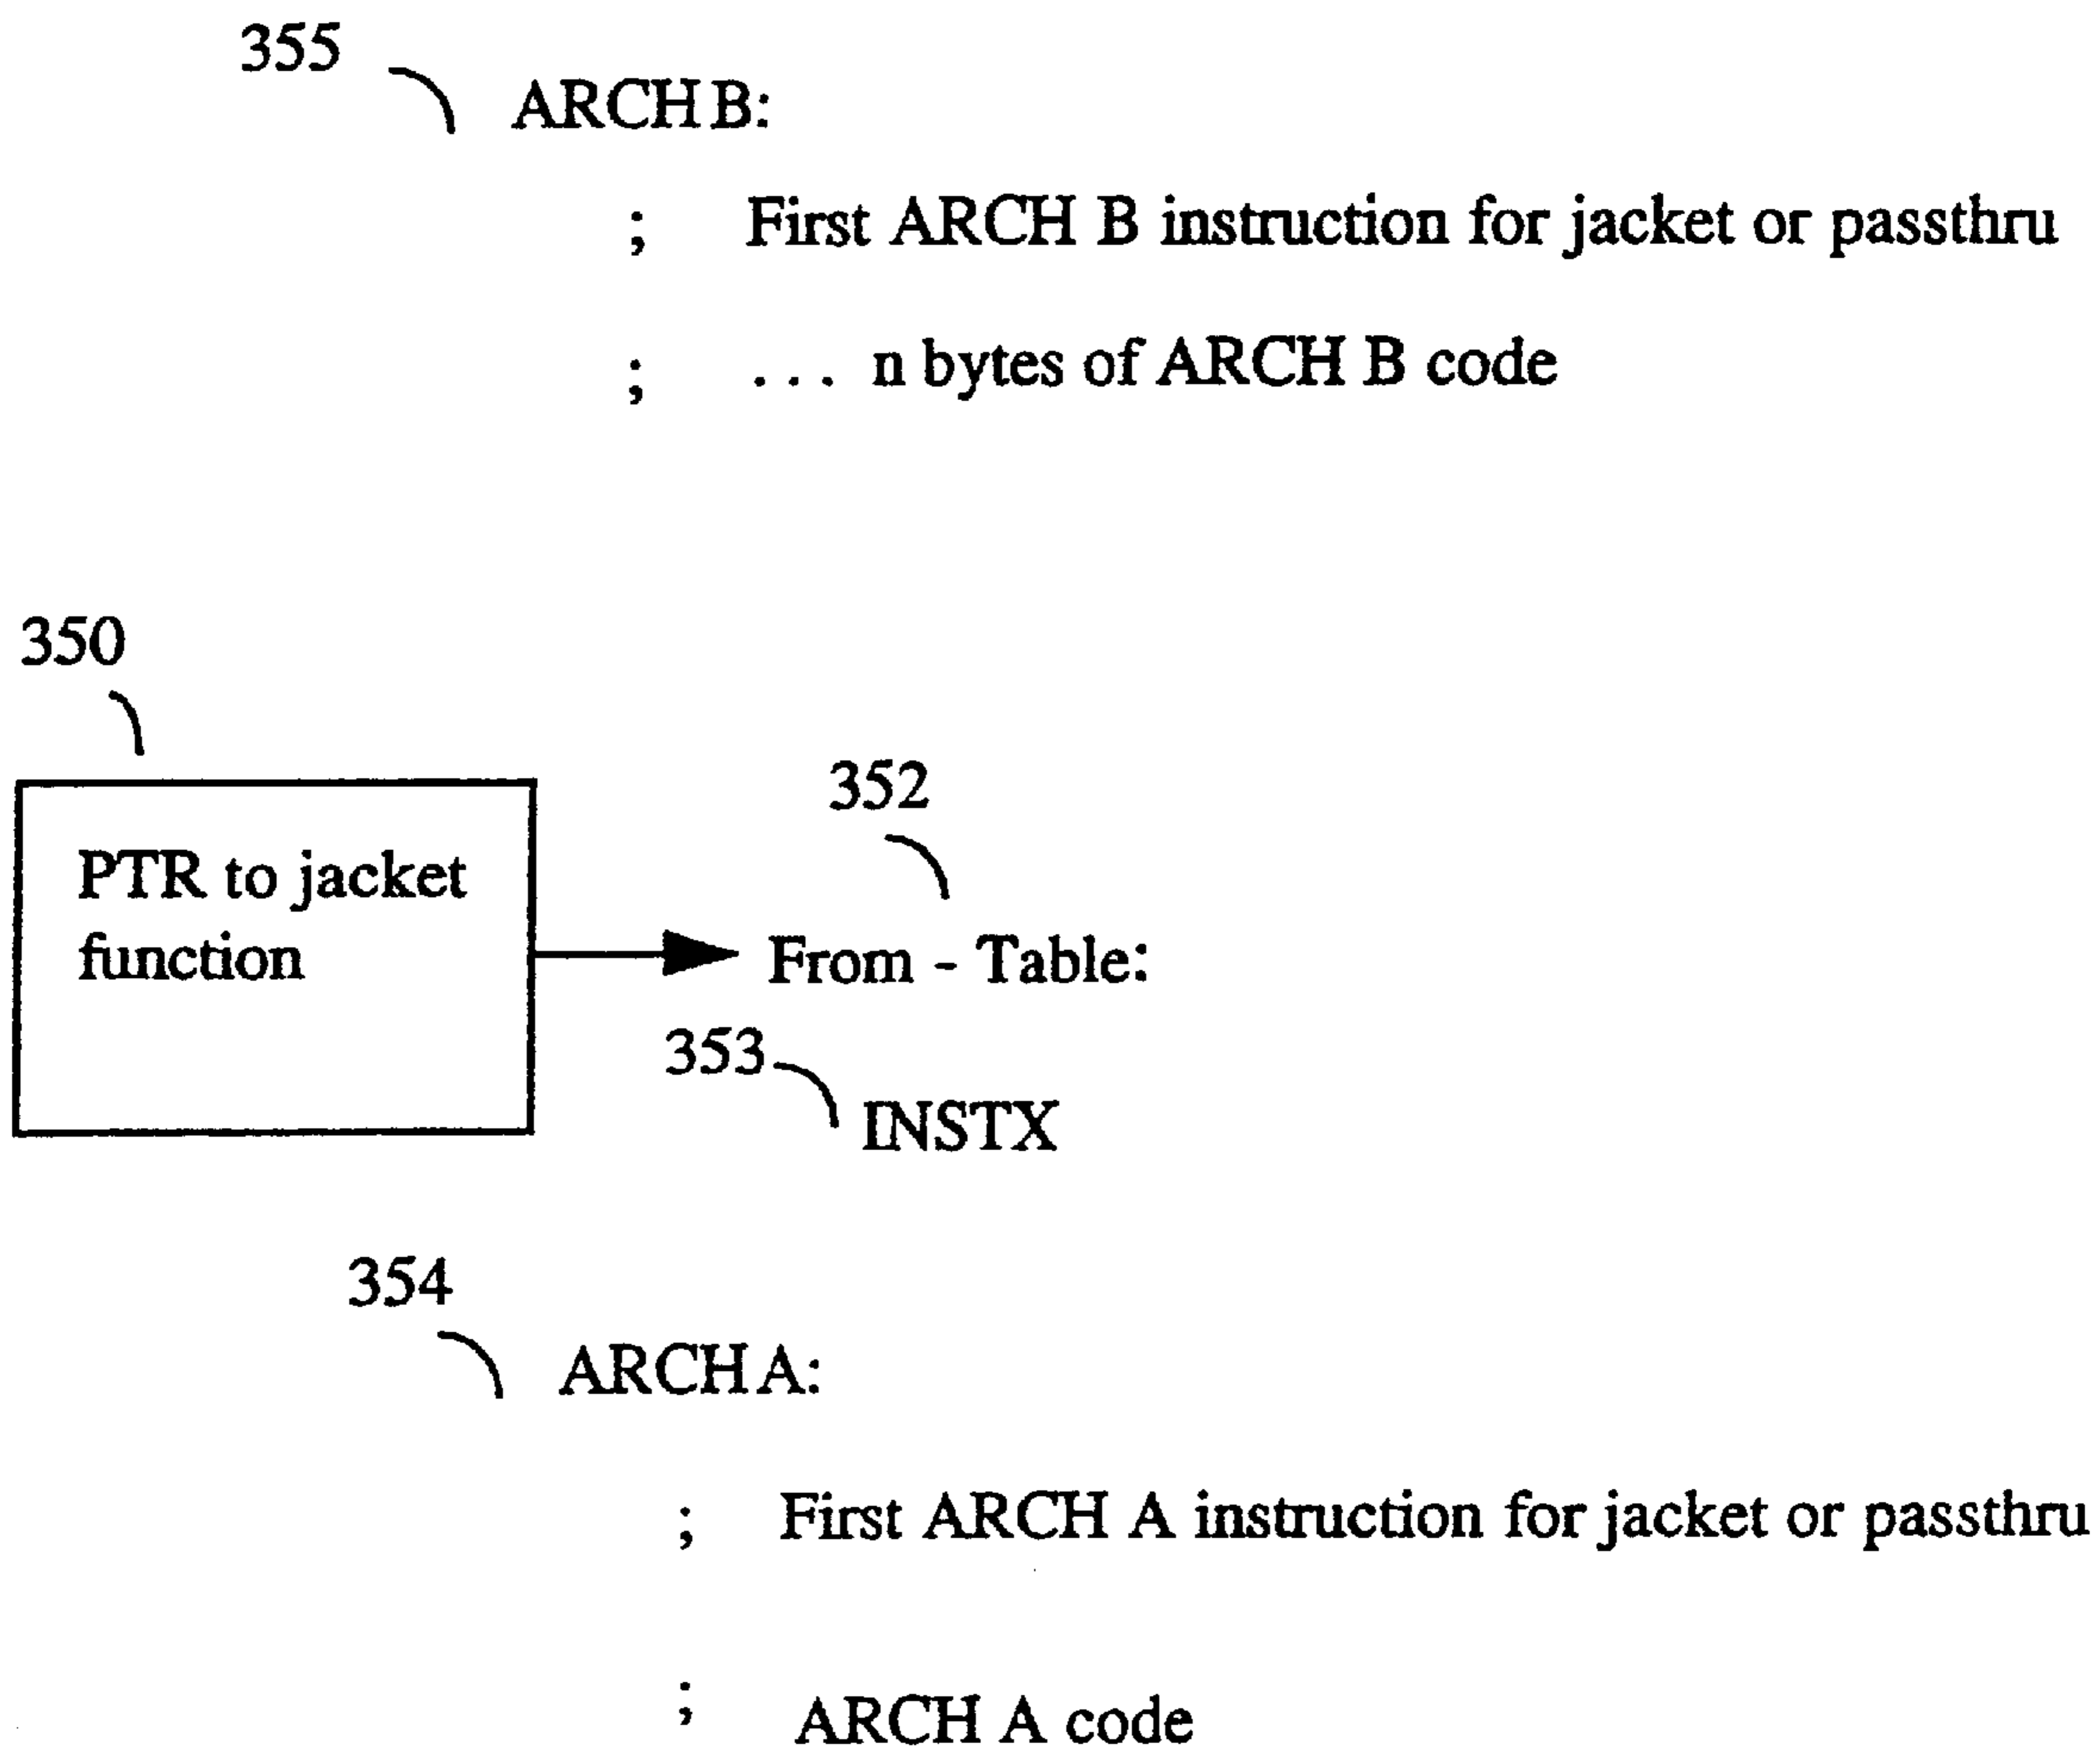 355
ARCH B:
; First ARCH B instruction for jacket or passthru
; . . . n bytes of ARCH B code
350
352
PTR to jacket
function
From - Table:
353
INSTX
354
ARCH A:
; First ARCH A instruction for jacket or passthru
; ARCH A code